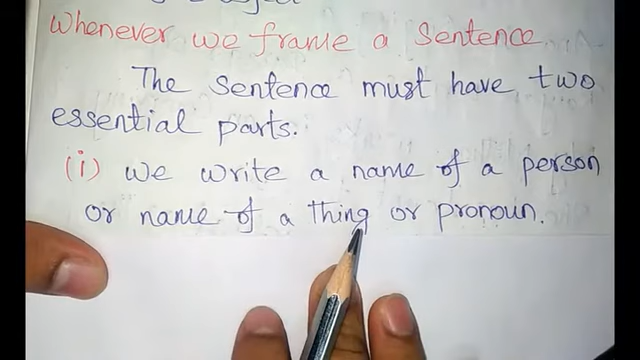 Whenever we frame a Sentence
The Sentence must have two
essential parts.
(i) we write a name of a person
or name of a thing or pronoun.